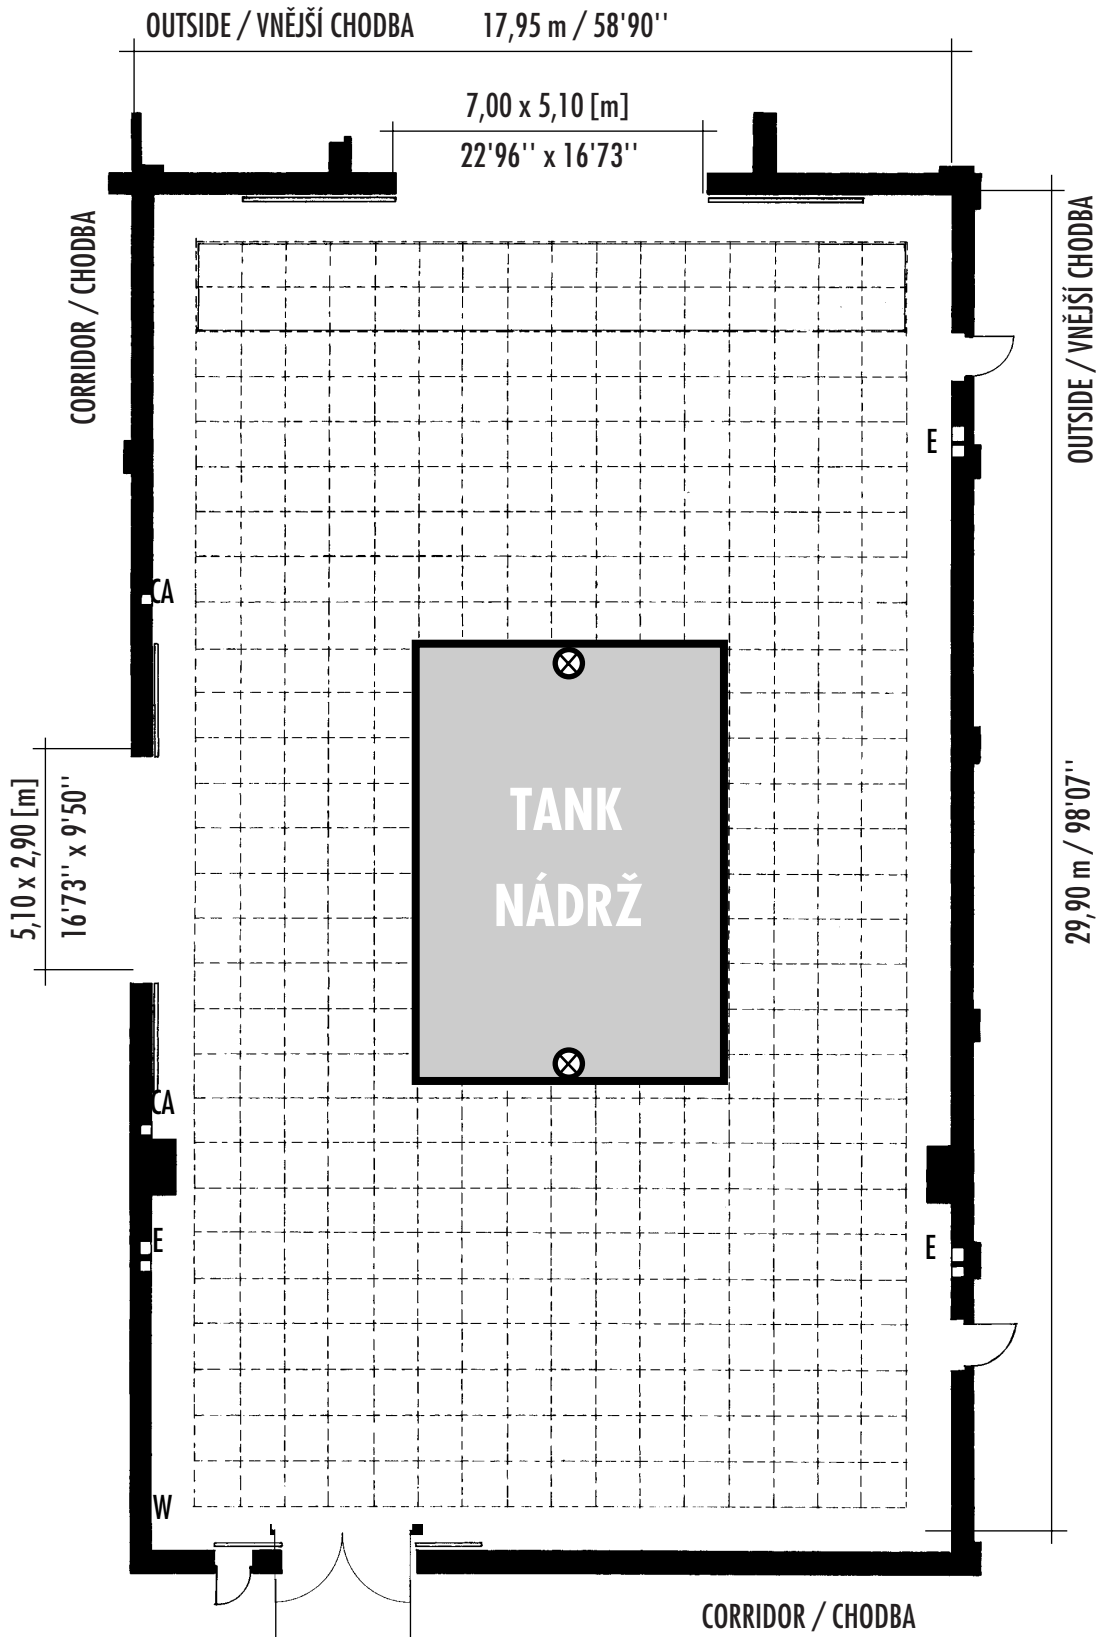 OUTSIDE / VNĚJŠÍ CHODBA
17,95 m / 58'90''
7,00 x 5,10 [m]
22'96'' x 16'73''
CORRIDOR / CHODBA
OUTSIDE / VNĚJŠÍ CHODBA
E
CA
5,10 x 2,90 [m]
16'73'' x 9'50''
TANK
NÁDRŽ
29,90 m / 98'07''
CA
E
E
W
CORRIDOR / CHODBA